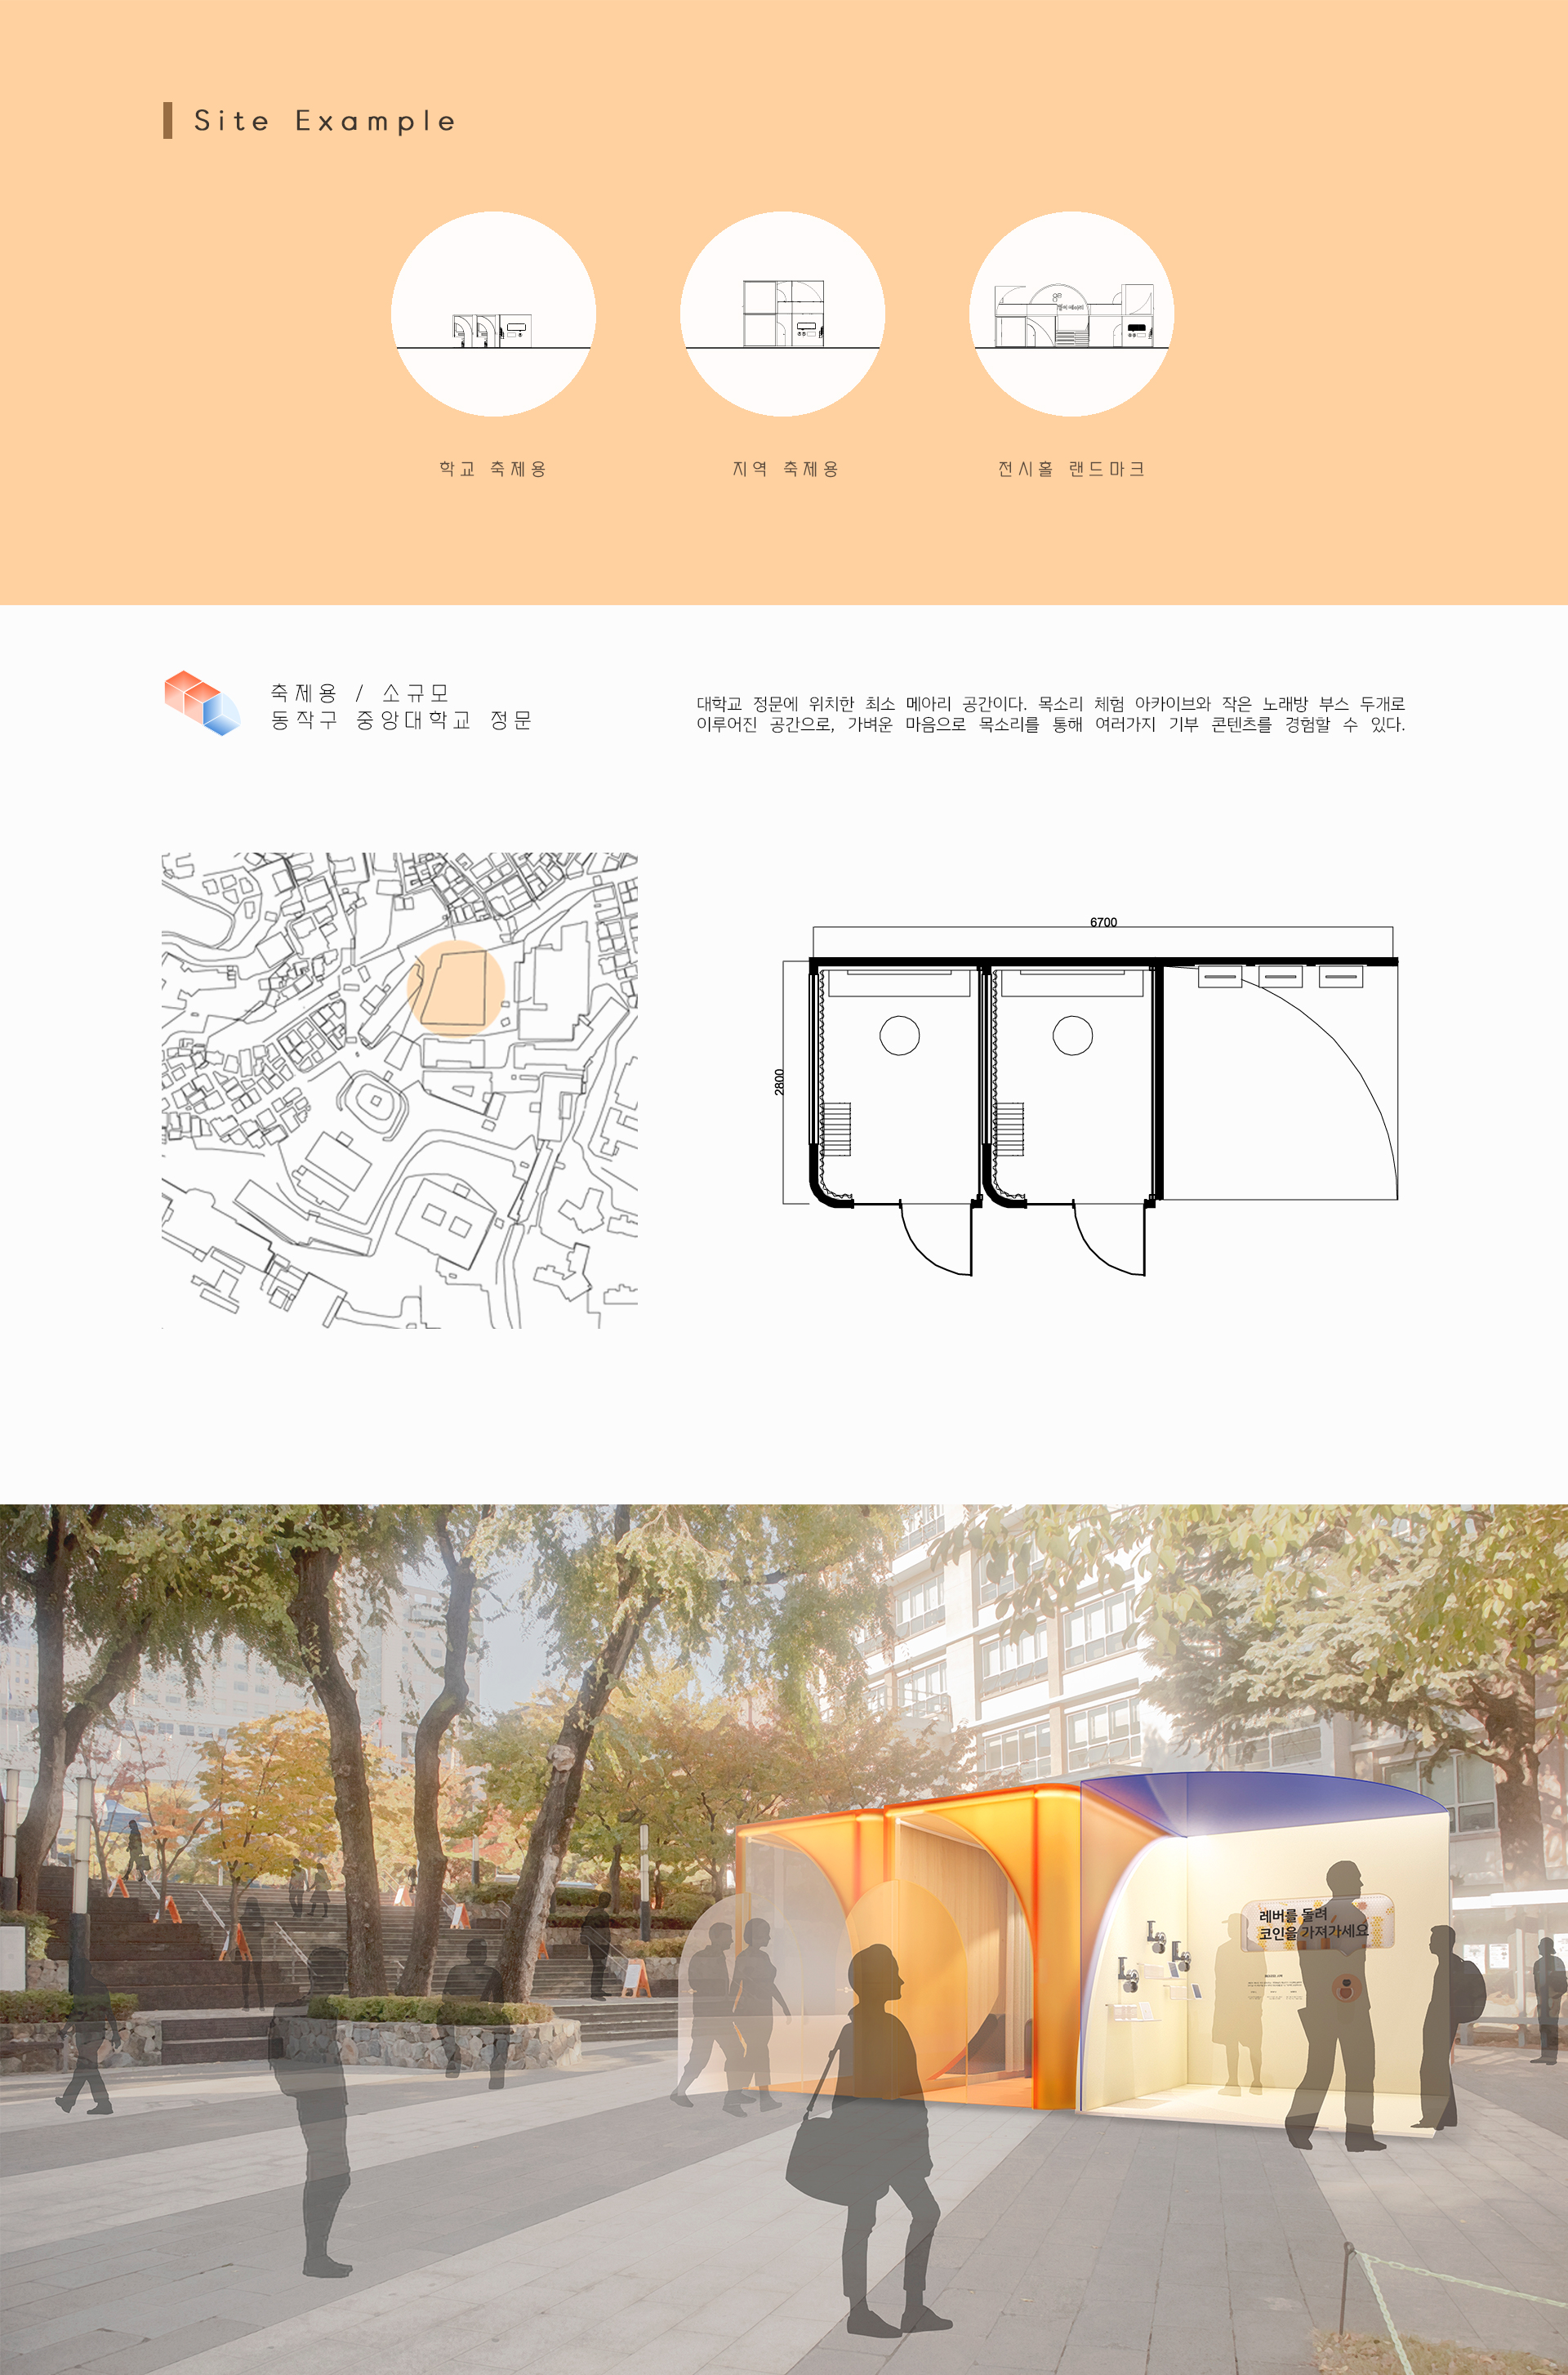 Site Example
학교 축제용
지역 축제용
전시홀 랜드마크
축제용 / 소규모
동작구 중앙대학교 정문
대학교 정문에 위치한 최소 메아리 공간이다. 목소리 체험 아카이브와 작은 노래방 부스 두개로
이루어진 공간으로, 가벼운 마음으로 목소리를 통해 여러가지 기부 콘텐츠를 경험할 수 있다.
6700
2800
레버를 돌려
코인을 가져가세요